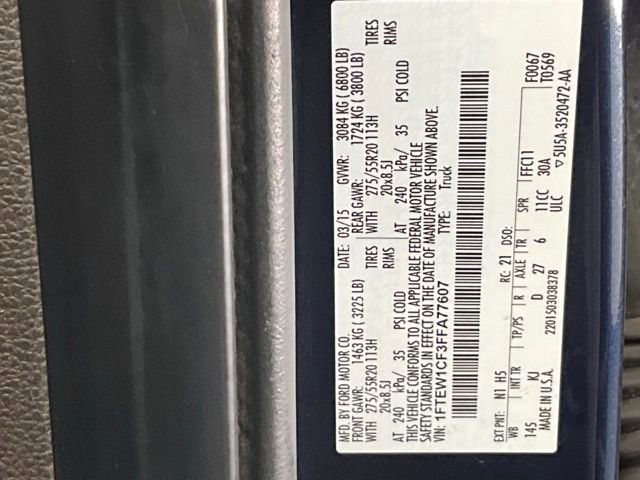 MFD. BY FORD MOTOR CO. DATE: 03/15 GVWR: 3084 KG ( 6800 LB)
FRONT GAWR: 1463 KG ( 3225 LB) REAR GAWR: 1724 KG ( 3800 LB)
WITH 275/55R20 113H TIRES WITH 275/55R20 113H TIRES
20x8.5J RIMS 20x8.5J RIMS
AT 240 kPa/ 35 PSI COLD AT 240 kPa/ 35 PSI COLD
THIS VEHICLE CONFORMS TO ALL APPLICABLE FEDERAL MOTOR VEHICLE
SAFETY STANDARDS IN EFFECT ON THE DATE OF MANUFACTURE SHOWN ABOVE.
VIN: 1FTEW1CF3FFA77607 TYPE: Truck
EXT PNT: N1 H5 RC: 21 DSO: F0067
WB INT TR TP/PS R AXLE TR SPR FFC11 T0569
145 KJ D 27 6 11CC 30A
MADE IN U.S.A. 2201503038378 ULC ▽5U5A-3520472-AA